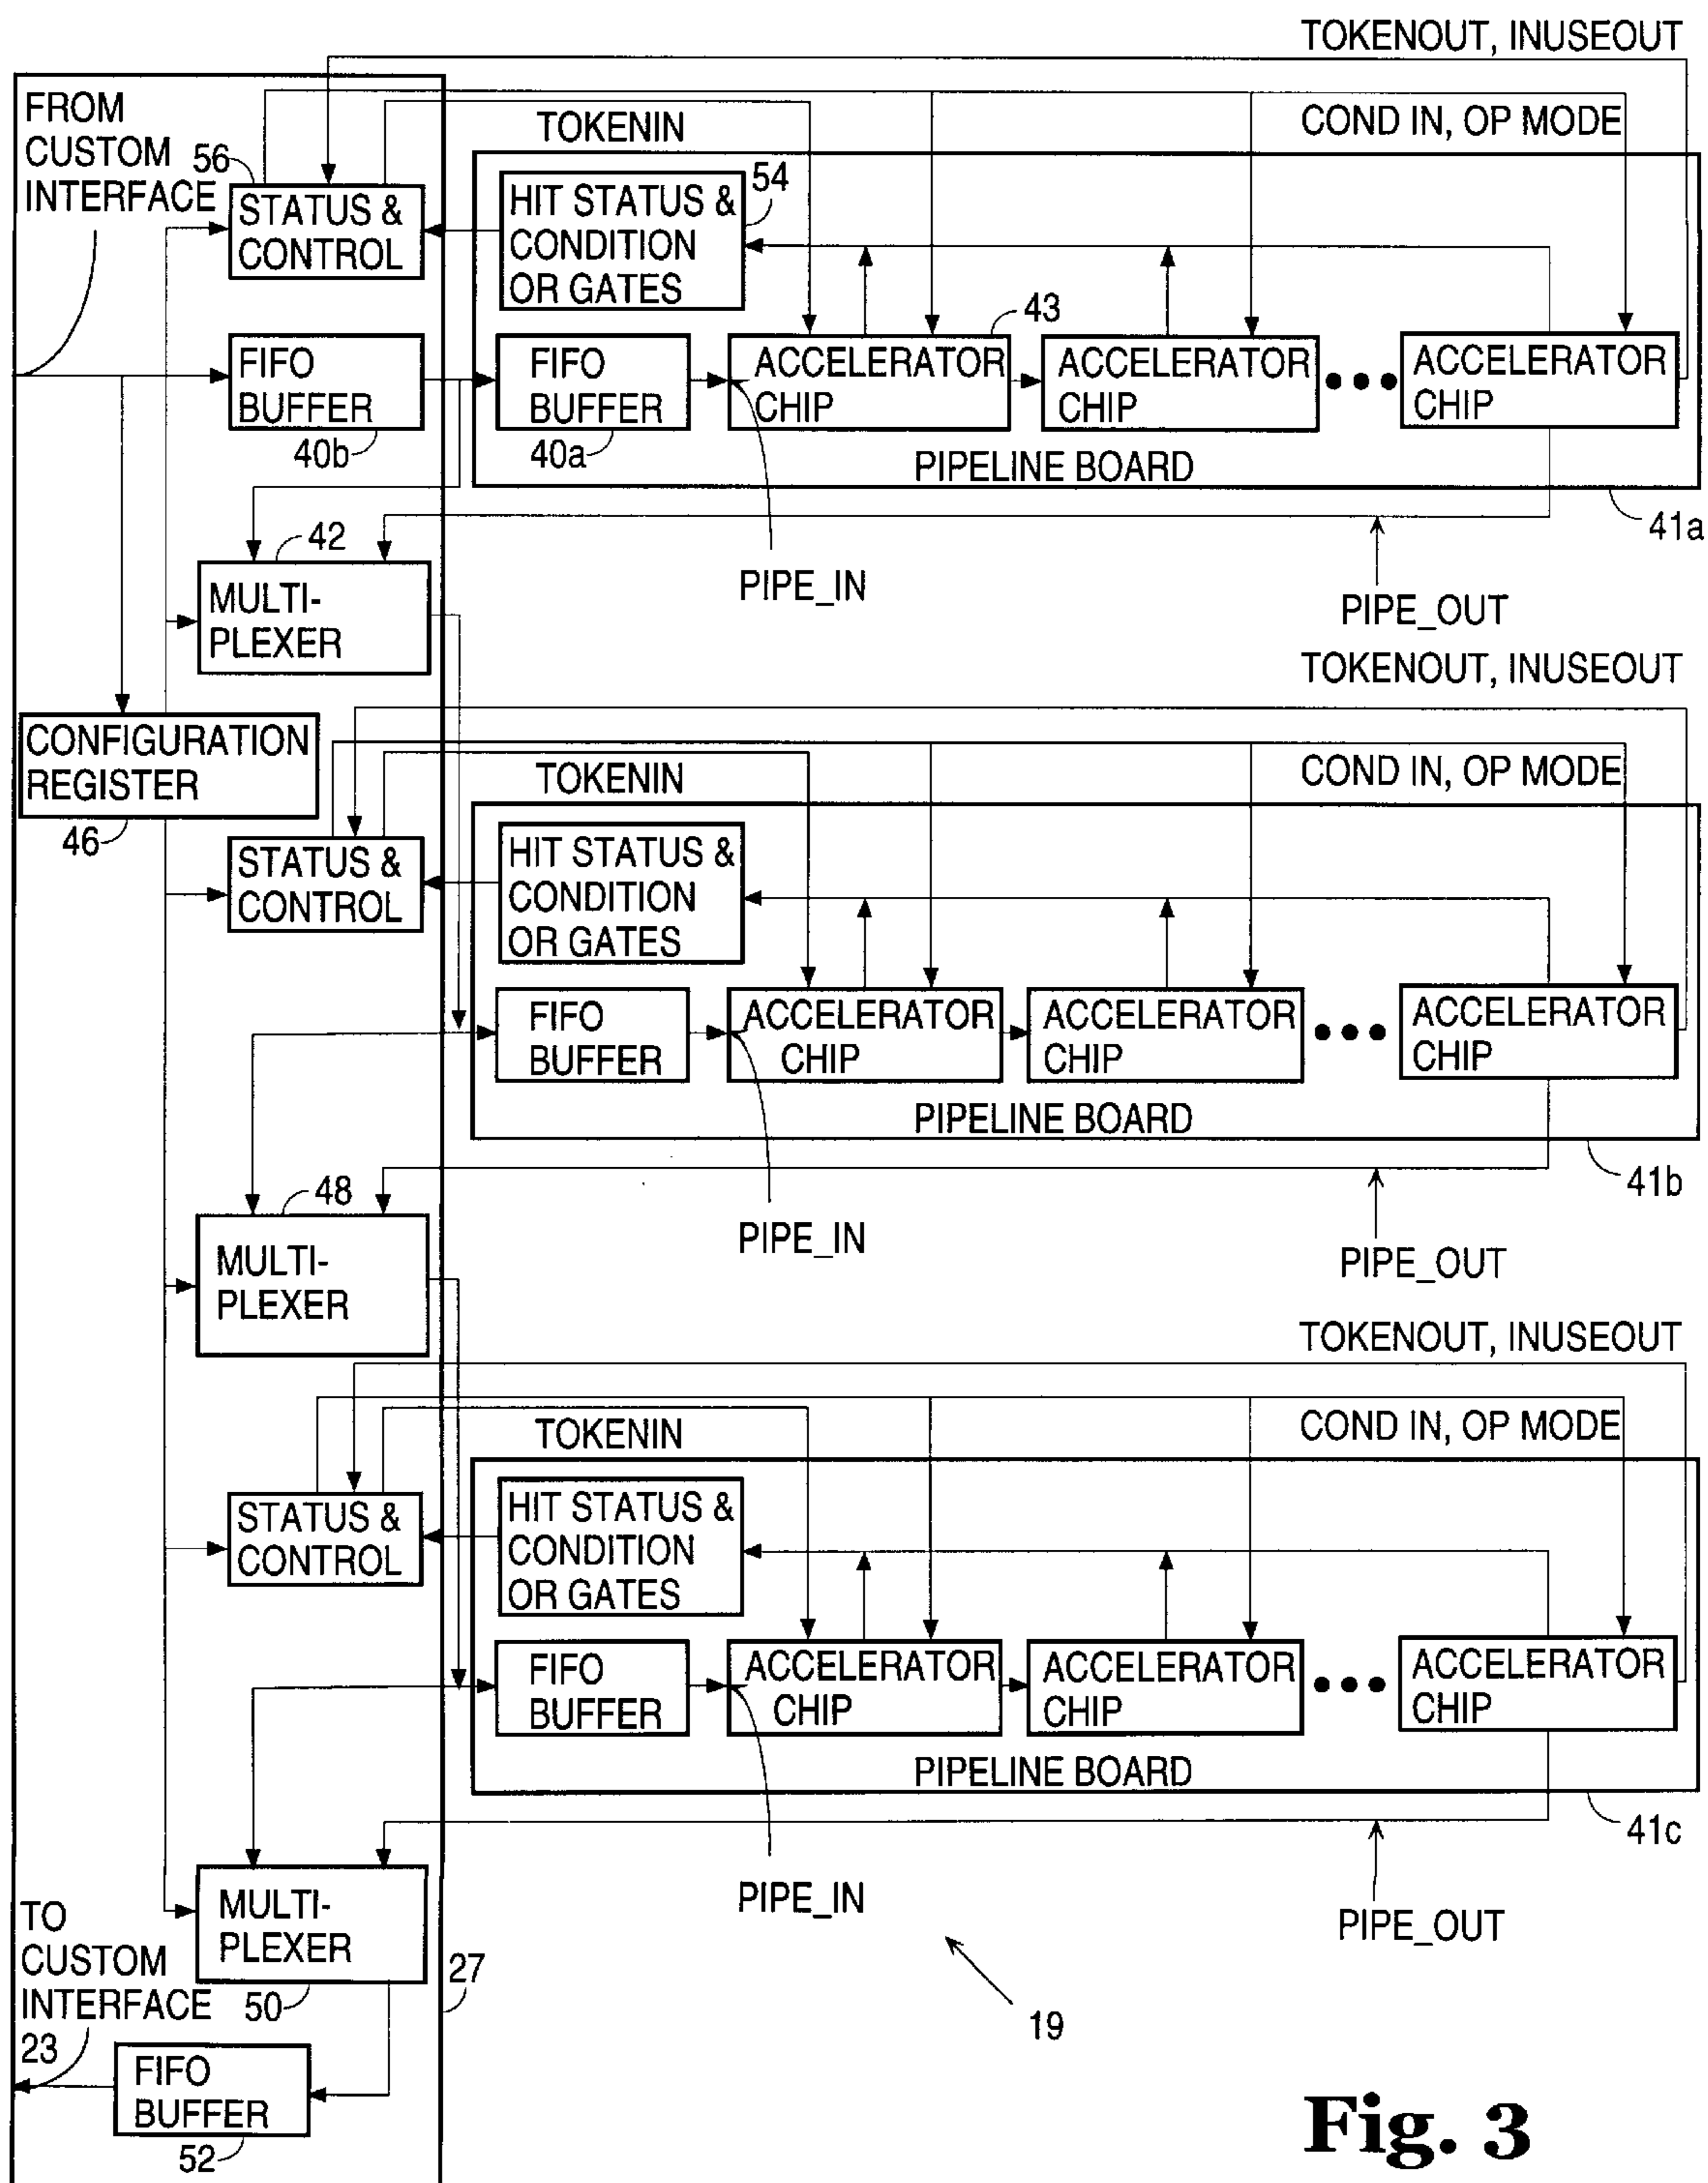 TOKENOUT, INUSEOUT
FROM
CUSTOM
INTERFACE
56
TOKENIN
COND IN, OP MODE
STATUS &
CONTROL
HIT STATUS &
CONDITION
OR GATES
54
43
FIFO
BUFFER
40b
FIFO
BUFFER
40a
ACCELERATOR
CHIP
ACCELERATOR
CHIP
ACCELERATOR
CHIP
PIPELINE BOARD
41a
42
MULTI-
PLEXER
PIPE_IN
PIPE_OUT
TOKENOUT, INUSEOUT
CONFIGURATION
REGISTER
46
TOKENIN
COND IN, OP MODE
STATUS &
CONTROL
HIT STATUS &
CONDITION
OR GATES
FIFO
BUFFER
ACCELERATOR
CHIP
ACCELERATOR
CHIP
ACCELERATOR
CHIP
PIPELINE BOARD
41b
48
MULTI-
PLEXER
PIPE_IN
PIPE_OUT
TOKENOUT, INUSEOUT
TOKENIN
COND IN, OP MODE
STATUS &
CONTROL
HIT STATUS &
CONDITION
OR GATES
FIFO
BUFFER
ACCELERATOR
CHIP
ACCELERATOR
CHIP
ACCELERATOR
CHIP
PIPELINE BOARD
41c
MULTI-
PLEXER
50
PIPE_IN
PIPE_OUT
TO
CUSTOM
INTERFACE
23
27
19
FIFO
BUFFER
52
Fig. 3